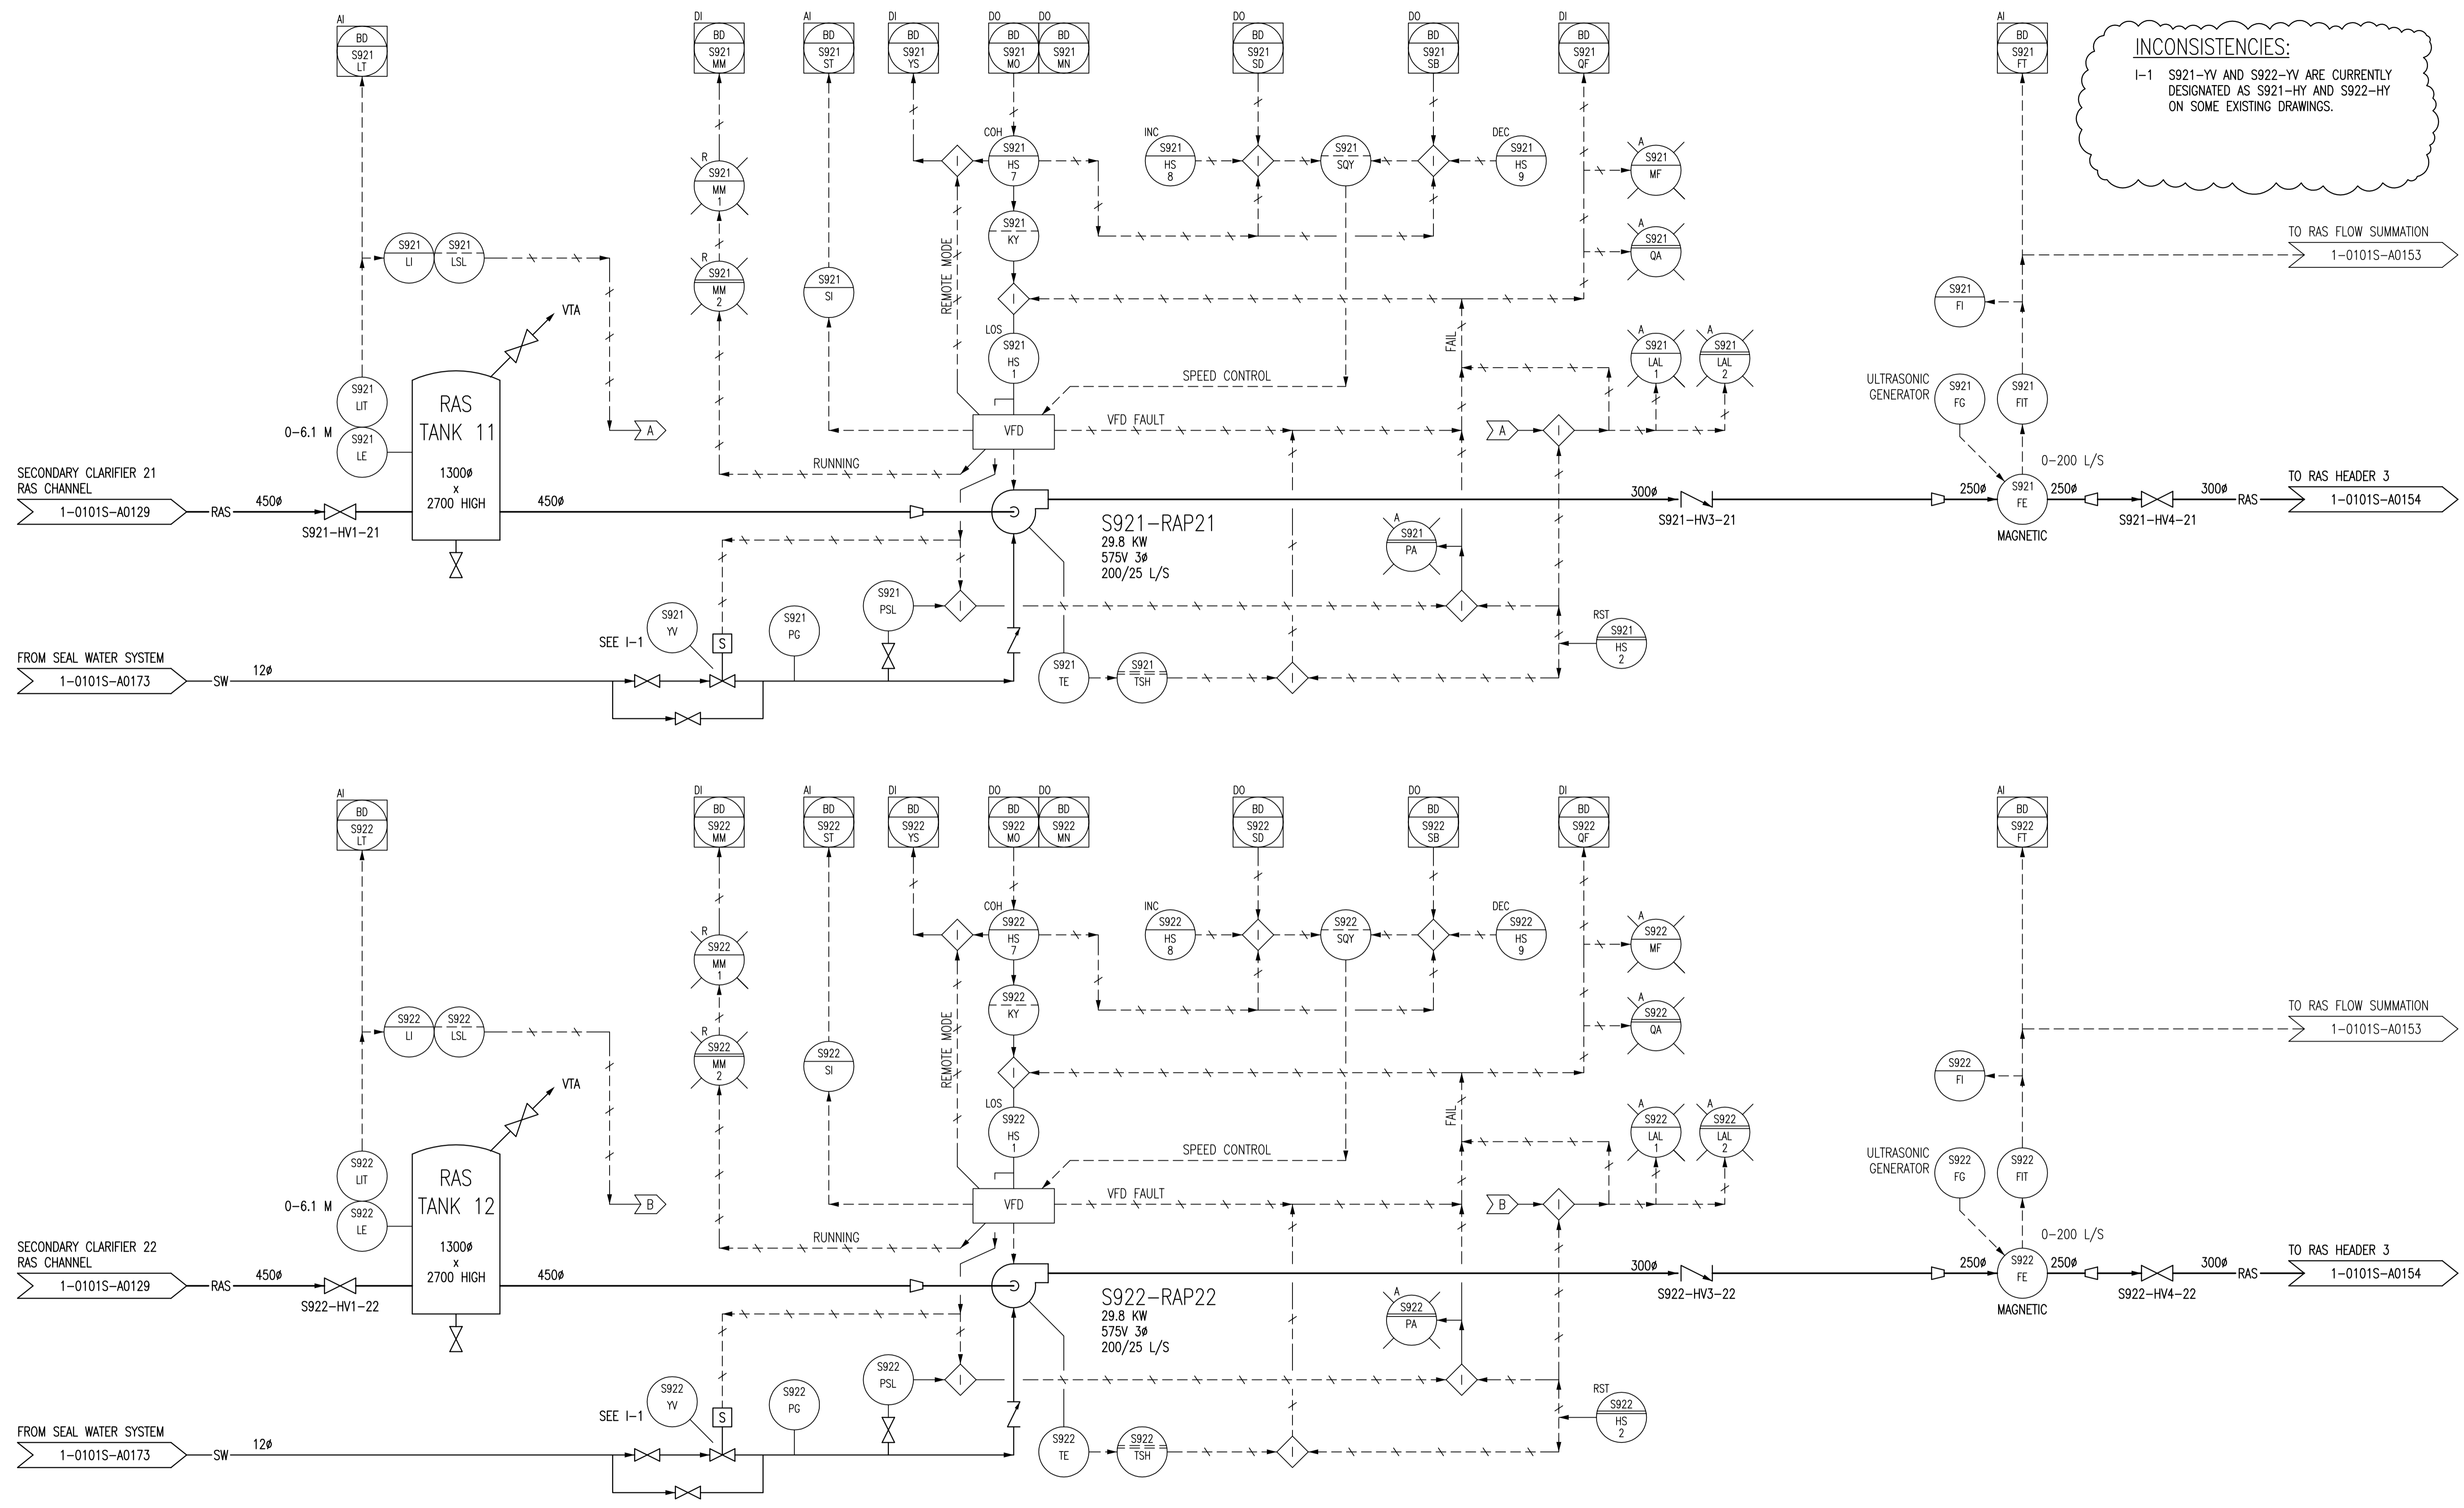 AI
BD
S921
LT
DI
BD
S921
MM
AI
BD
S921
ST
DI
BD
S921
YS
DO
BD
S921
MO
DO
BD
S921
MN
DO
BD
S921
SD
DO
BD
S921
SB
DI
BD
S921
QF
AI
BD
S921
FT
INCONSISTENCIES:
I-1 S921-YV AND S922-YV ARE CURRENTLY
DESIGNATED AS S921-HY AND S922-HY
ON SOME EXISTING DRAWINGS.
COH
S921
HS
7
I
INC
S921
HS
8
I
S921
SQY
I
DEC
S921
HS
9
A
S921
MF
R
S921
MM
1
S921
KY
A
S921
QA
S921
LI
S921
LSL
R
S921
MM
2
S921
SI
REMOTE MODE
I
TO RAS FLOW SUMMATION
1-0101S-A0153
S921
FI
VTA
LOS
S921
HS
1
FAIL
A
S921
LAL
1
A
S921
LAL
2
SPEED CONTROL
ULTRASONIC
GENERATOR
S921
FG
S921
FIT
S921
LIT
0-6.1 M
S921
LE
RAS
TANK 11
1300ø
x
2700 HIGH
A
VFD
VFD FAULT
A
I
RUNNING
0-200 L/S
SECONDARY CLARIFIER 21
RAS CHANNEL
1-0101S-A0129
RAS
450ø
S921-HV1-21
450ø
S921-RAP21
29.8 KW
575V 3ø
200/25 L/S
300ø
S921-HV3-21
250ø
S921
FE
MAGNETIC
250ø
S921-HV4-21
300ø
RAS
TO RAS HEADER 3
1-0101S-A0154
A
S921
PA
SEE I-1
S921
YV
S
S921
PG
S921
PSL
I
I
RST
S921
HS
2
FROM SEAL WATER SYSTEM
1-0101S-A0173
SW
12ø
S921
TE
S921
TSH
I
AI
BD
S922
LT
DI
BD
S922
MM
AI
BD
S922
ST
DI
BD
S922
YS
DO
BD
S922
MO
DO
BD
S922
MN
DO
BD
S922
SD
DO
BD
S922
SB
DI
BD
S922
QF
AI
BD
S922
FT
COH
S922
HS
7
I
INC
S922
HS
8
I
S922
SQY
I
DEC
S922
HS
9
A
S922
MF
R
S922
MM
1
S922
KY
A
S922
QA
S922
LI
S922
LSL
R
S922
MM
2
S922
SI
REMOTE MODE
I
TO RAS FLOW SUMMATION
1-0101S-A0153
S922
FI
VTA
LOS
S922
HS
1
FAIL
A
S922
LAL
1
A
S922
LAL
2
SPEED CONTROL
ULTRASONIC
GENERATOR
S922
FG
S922
FIT
S922
LIT
0-6.1 M
S922
LE
RAS
TANK 12
1300ø
x
2700 HIGH
B
VFD
VFD FAULT
B
I
RUNNING
0-200 L/S
SECONDARY CLARIFIER 22
RAS CHANNEL
1-0101S-A0129
RAS
450ø
S922-HV1-22
450ø
S922-RAP22
29.8 KW
575V 3ø
200/25 L/S
300ø
S922-HV3-22
250ø
S922
FE
MAGNETIC
250ø
S922-HV4-22
300ø
RAS
TO RAS HEADER 3
1-0101S-A0154
A
S922
PA
SEE I-1
S922
YV
S
S922
PG
S922
PSL
I
I
RST
S922
HS
2
FROM SEAL WATER SYSTEM
1-0101S-A0173
SW
12ø
S922
TE
S922
TSH
I